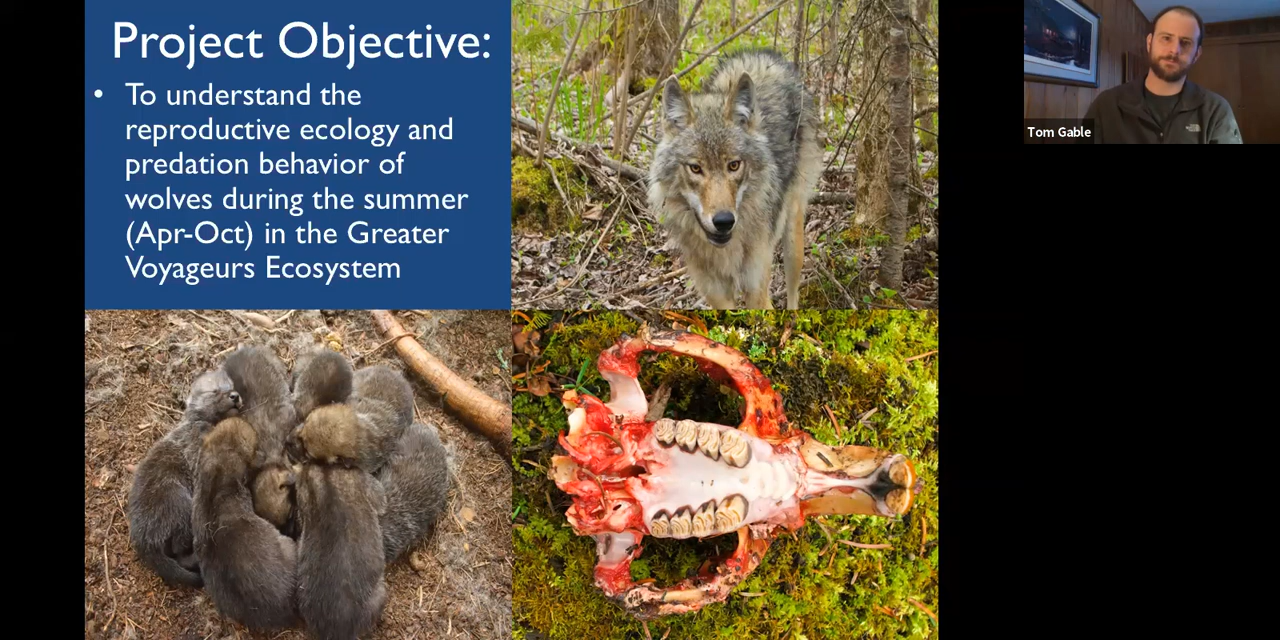 Project Objective:
• To understand the
reproductive ecology and
predation behavior of
wolves during the summer
(Apr-Oct) in the Greater
Voyageurs Ecosystem
Tom Gable